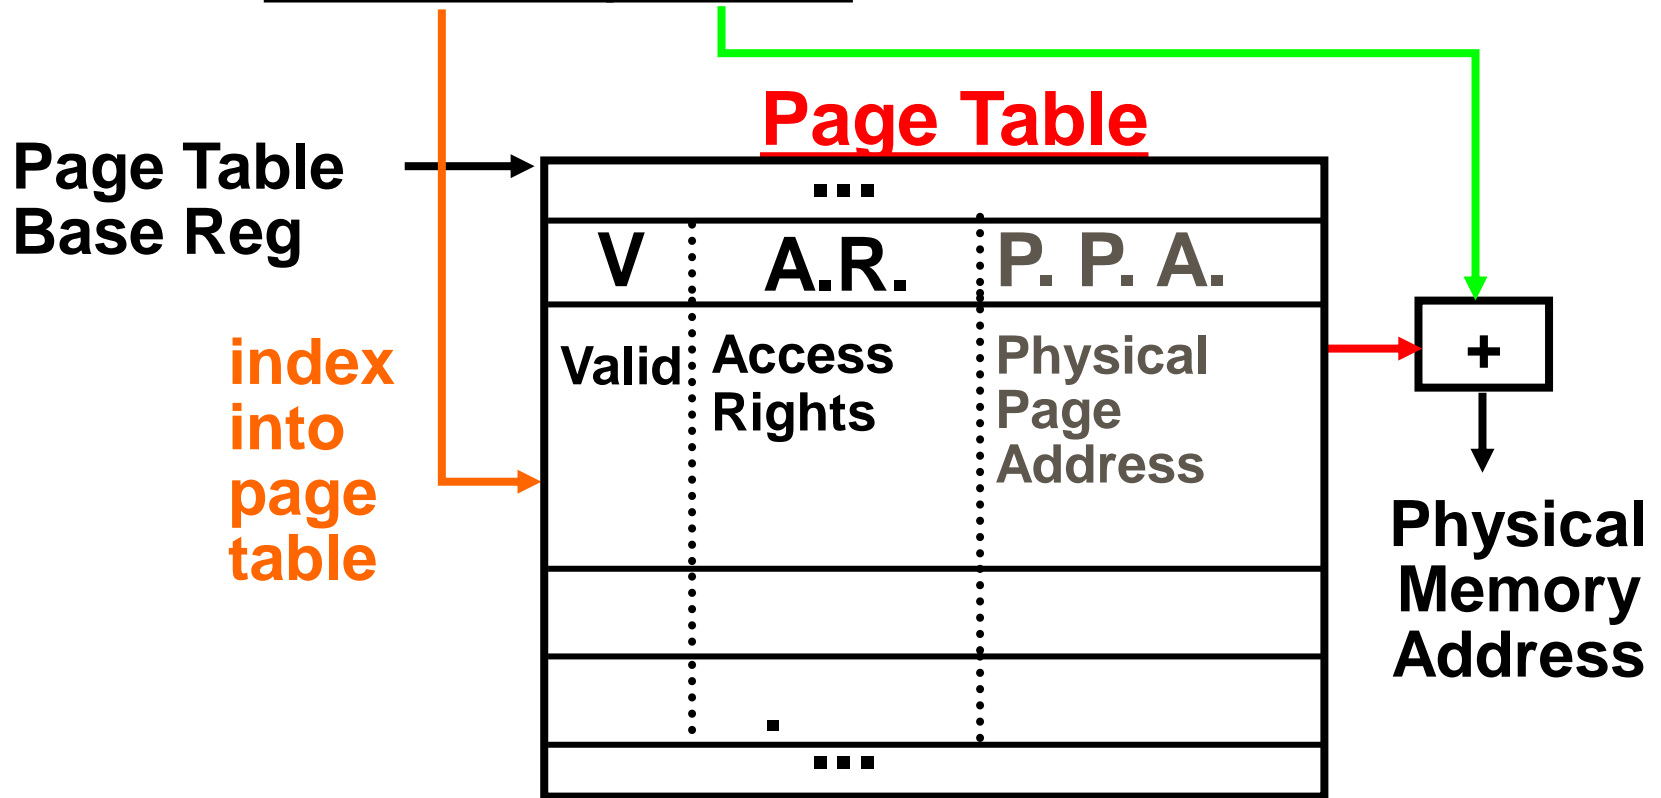 Page Table
Page Table
Base Reg
...
V A.R. P. P. A.
index
into
page
table
Valid
Access
Rights
Physical
Page
Address
+
Physical
Memory
Address
.
...